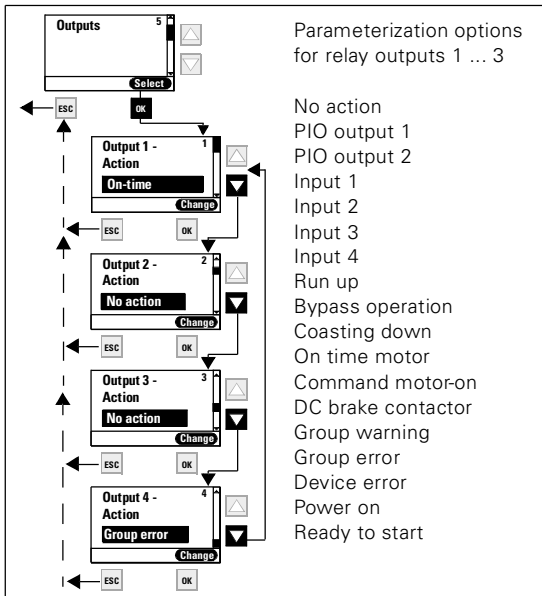 Outputs
5
Select
ESC
OK
Output 1 -
1
Action
On-time
Change
ESC
OK
Output 2 -
2
Action
No action
Change
ESC
OK
Output 3 -
3
Action
No action
Change
ESC
OK
Output 4 -
4
Action
Group error
Change
ESC
OK
Parameterization options
for relay outputs 1 ... 3
No action
PIO output 1
PIO output 2
Input 1
Input 2
Input 3
Input 4
Run up
Bypass operation
Coasting down
On time motor
Command motor-on
DC brake contactor
Group warning
Group error
Device error
Power on
Ready to start